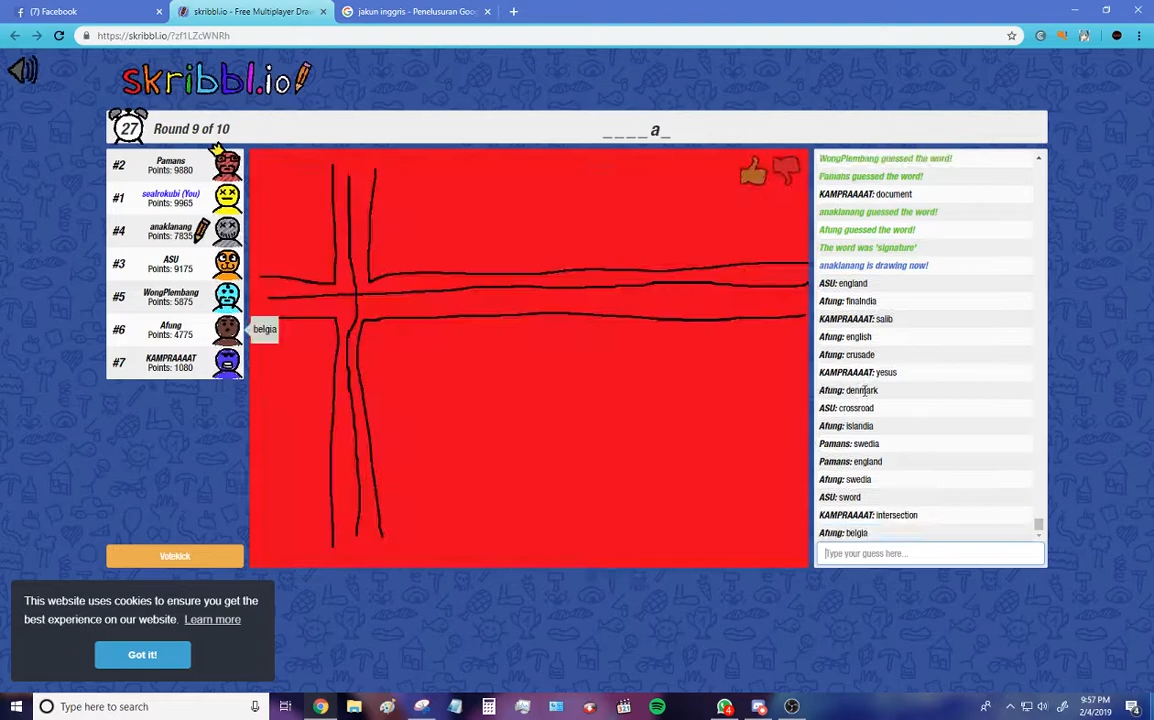 (7) Facebook
skribbl.io - Free Multiplayer Draw
jakun inggris - Penelusuran Goo
https://skribbl.io/?zf1LZcWNRh
skribbl.io
27
Round 9 of 10
_ _ _ _ a _
#2
Pamans
Points: 9880
#1
sealrokubi (You)
Points: 9965
#4
anaklanang
Points: 7835
#3
ASU
Points: 9175
#5
WongPlembang
Points: 5875
#6
Afung
Points: 4775
#7
KAMPRAAAAT
Points: 1080
belgia
WongPlembang guessed the word!
Pamans guessed the word!
KAMPRAAAAT: document
anaklanang guessed the word!
Afung guessed the word!
The word was 'signature'
anaklanang is drawing now!
ASU: england
Afung: finalndia
KAMPRAAAAT: salib
Afung: english
Afung: crusade
KAMPRAAAAT: yesus
Afung: denmark
ASU: crossroad
Afung: islandia
Pamans: swedia
Pamans: england
Afung: swedia
ASU: sword
KAMPRAAAAT: intersection
Afung: belgia
Type your guess here...
Votekick
This website uses cookies to ensure you get the
best experience on our website. Learn more
Got it!
Type here to search
4
9:57 PM
2/4/2019